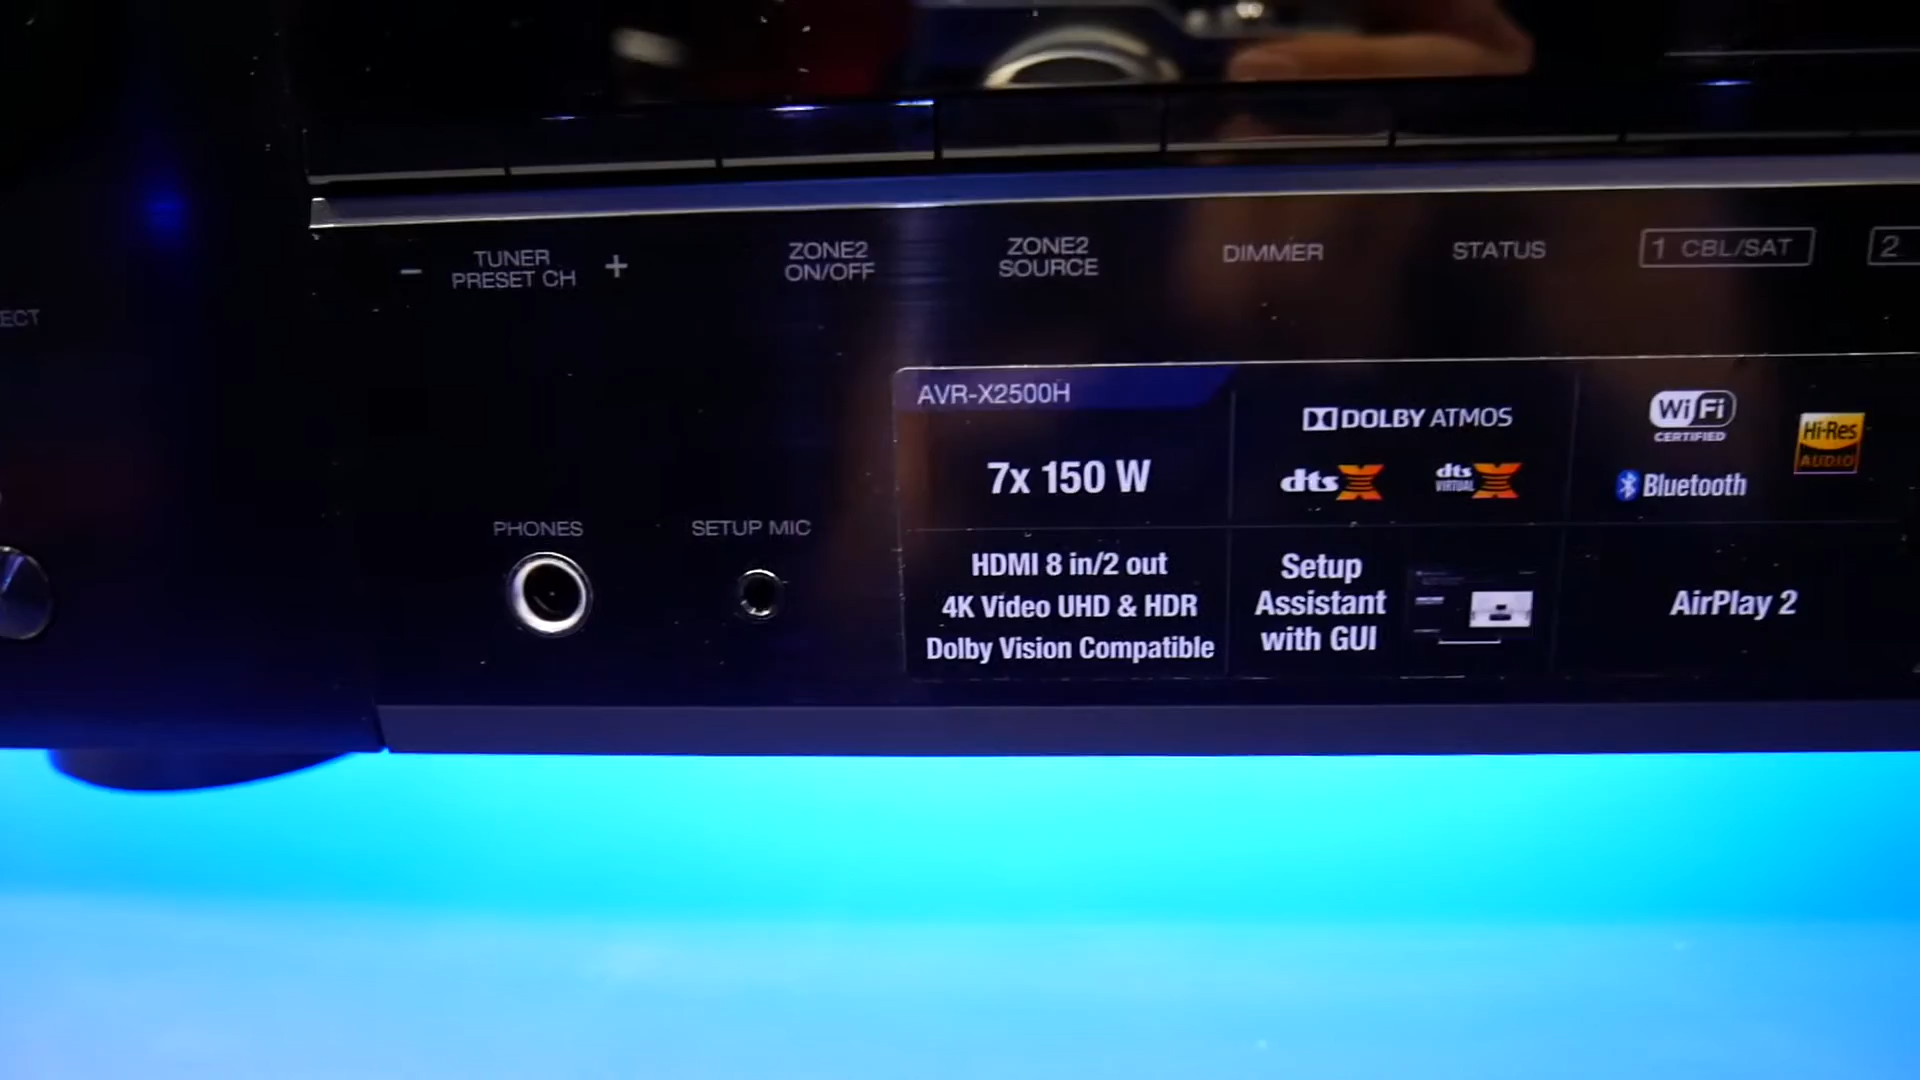 − TUNER PRESET CH +
ZONE2 ON/OFF
ZONE2 SOURCE
DIMMER
STATUS
1 CBL/SAT
2
ECT
AVR-X2500H
7x 150 W
DOLBY ATMOS
dts X
dts VIRTUAL X
Wi Fi
CERTIFIED
Hi-Res
AUDIO
Bluetooth
PHONES
SETUP MIC
HDMI 8 in/2 out
4K Video UHD & HDR
Dolby Vision Compatible
Setup
Assistant
with GUI
AirPlay 2